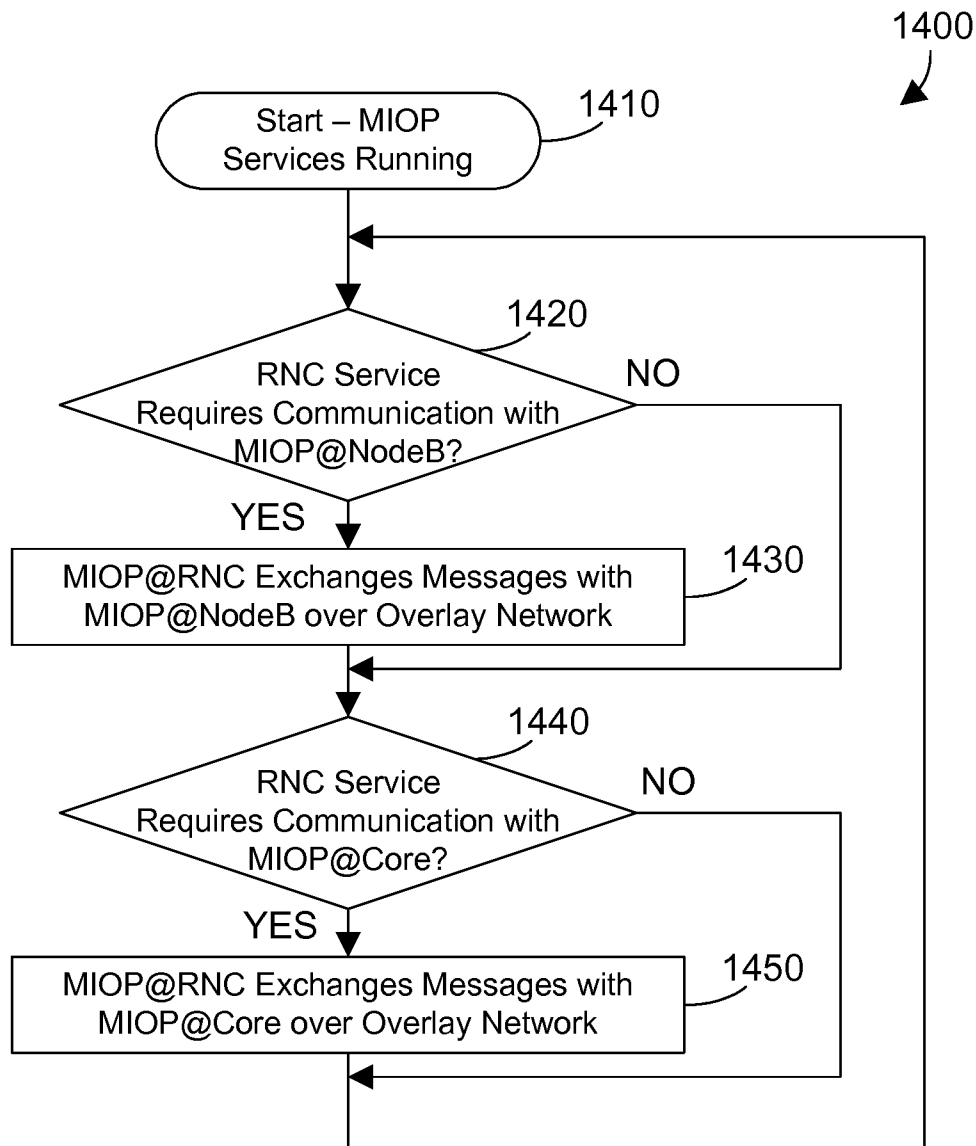 1400
Start – MIOP
Services Running
1410
1420
RNC Service
Requires Communication with
MIOP@NodeB?
NO
YES
MIOP@RNC Exchanges Messages with
MIOP@NodeB over Overlay Network
1430
1440
RNC Service
Requires Communication with
MIOP@Core?
NO
YES
MIOP@RNC Exchanges Messages with
MIOP@Core over Overlay Network
1450